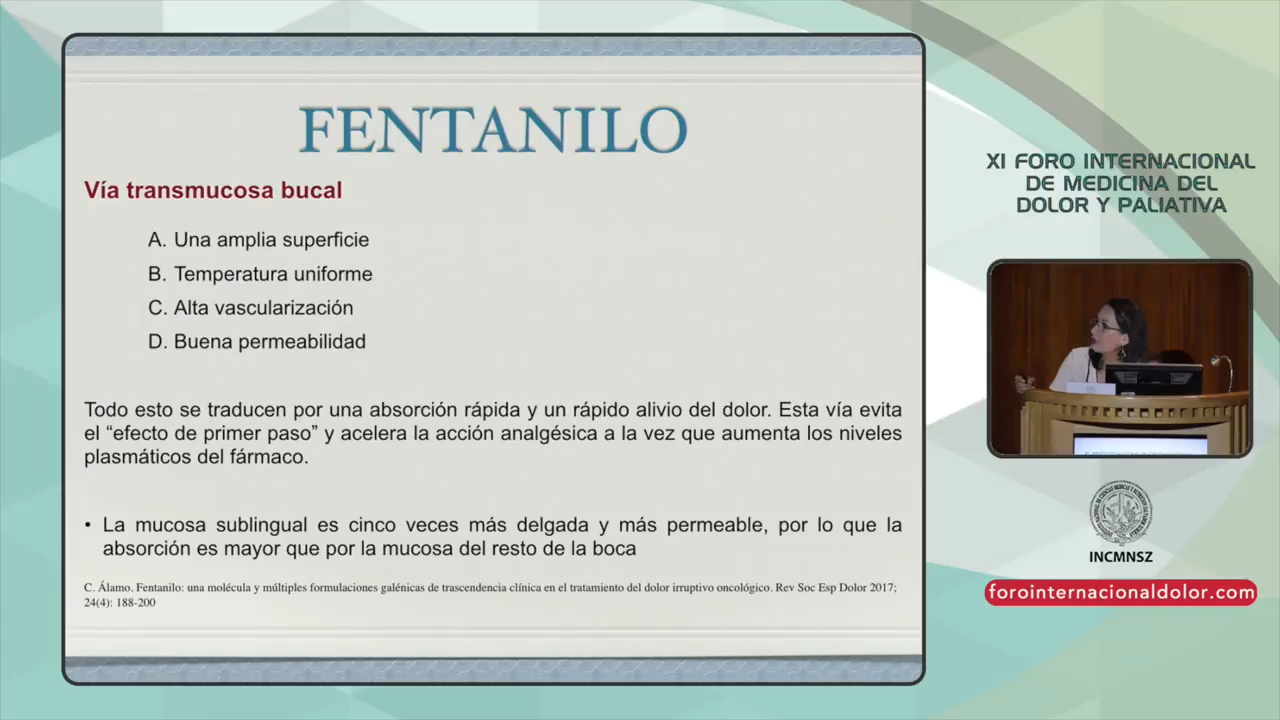 FENTANILO
Vía transmucosa bucal
A. Una amplia superficie
B. Temperatura uniforme
C. Alta vascularización
D. Buena permeabilidad
Todo esto se traducen por una absorción rápida y un rápido alivio del dolor. Esta vía evita
el “efecto de primer paso” y acelera la acción analgésica a la vez que aumenta los niveles
plasmáticos del fármaco.
• La mucosa sublingual es cinco veces más delgada y más permeable, por lo que la
absorción es mayor que por la mucosa del resto de la boca
C. Álamo. Fentanilo: una molécula y múltiples formulaciones galénicas de trascendencia clínica en el tratamiento del dolor irruptivo oncológico. Rev Soc Esp Dolor 2017;
24(4): 188-200
XI FORO INTERNACIONAL
DE MEDICINA DEL
DOLOR Y PALIATIVA
INCMNSZ
forointernacionaldolor.com